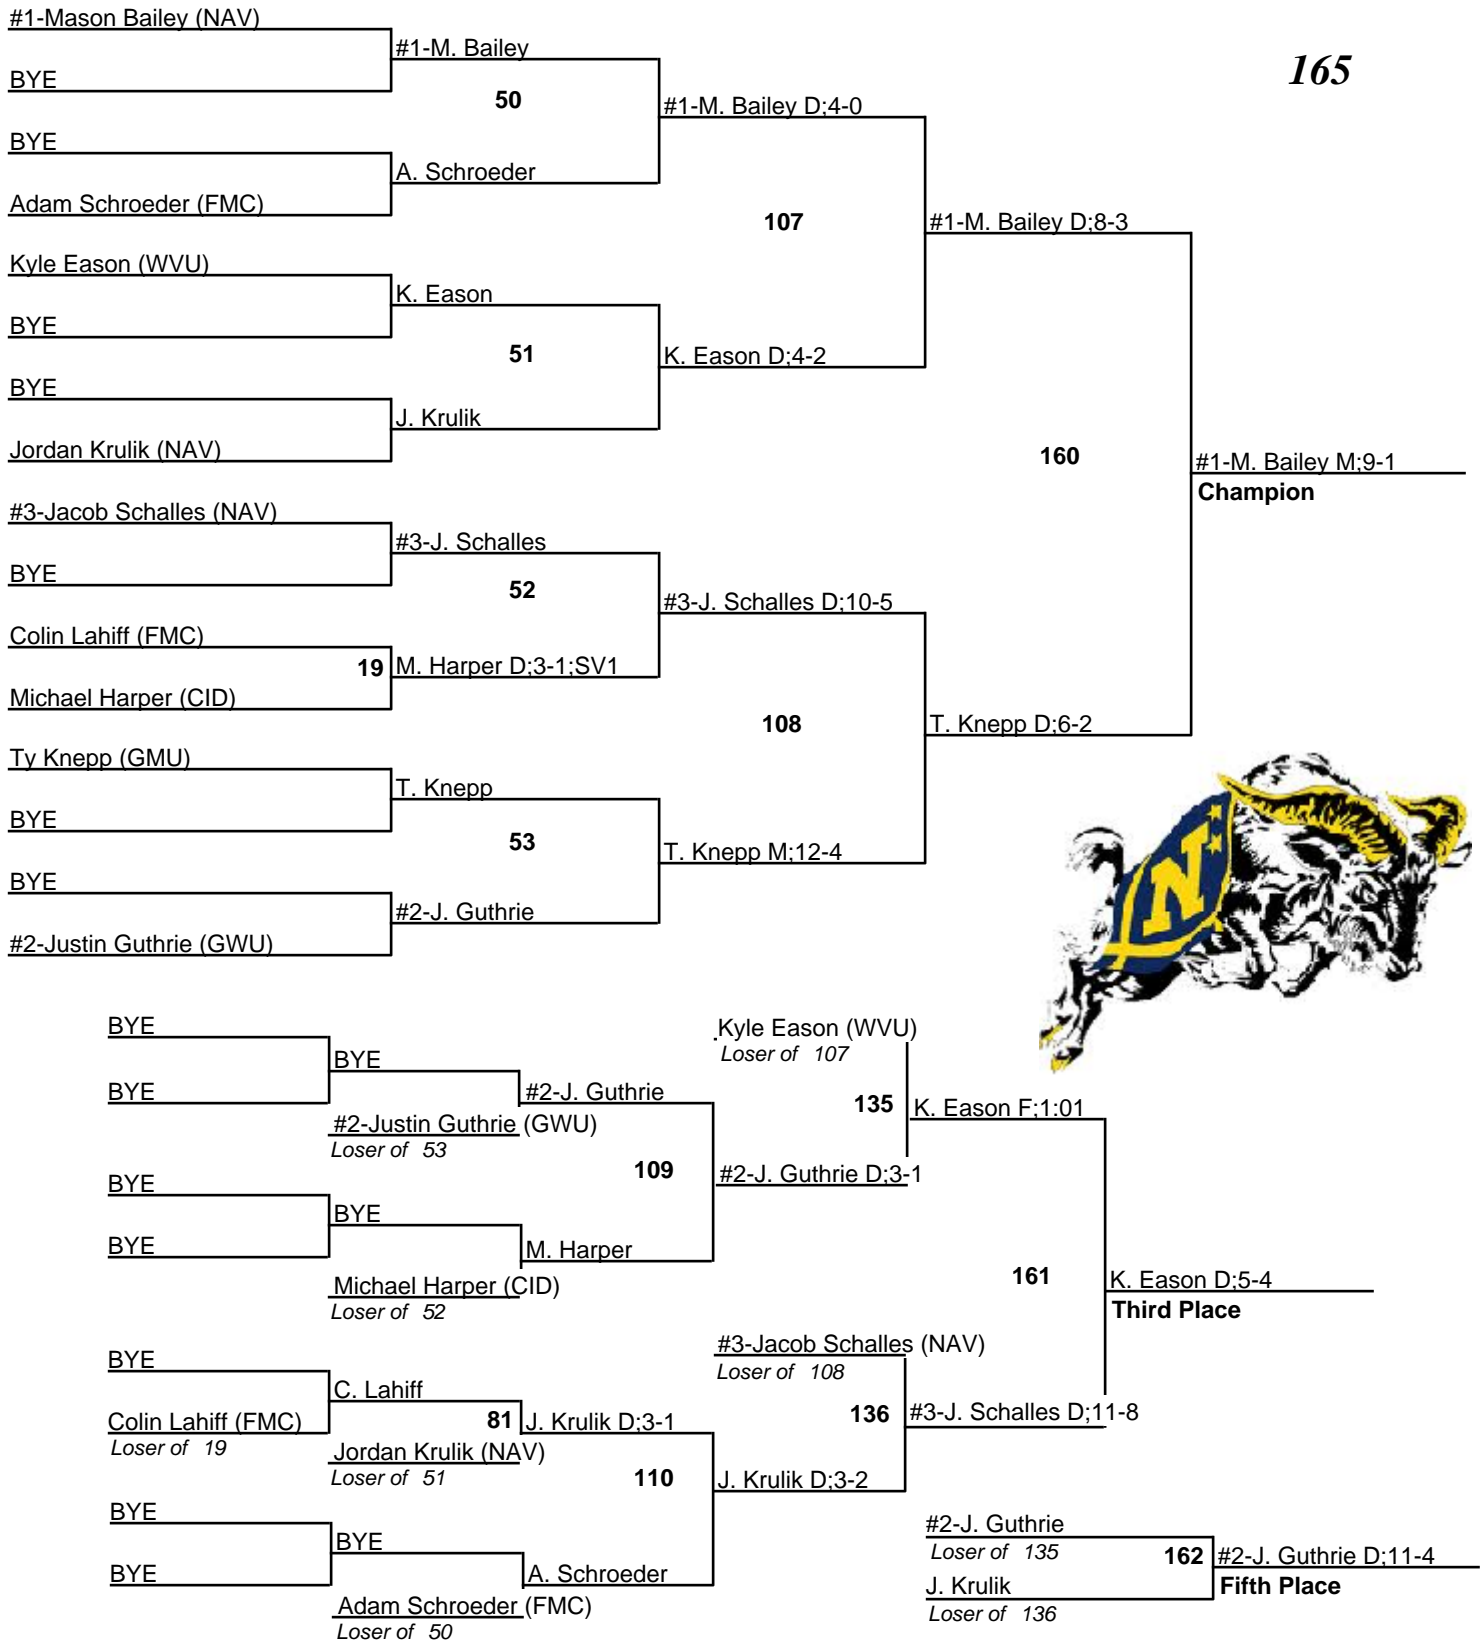 #1-Mason Bailey (NAV)
#1-M. Bailey
165
BYE
50
#1-M. Bailey D;4-0
BYE
A. Schroeder
Adam Schroeder (FMC)
107
#1-M. Bailey D;8-3
Kyle Eason (WVU)
K. Eason
BYE
51
K. Eason D;4-2
BYE
J. Krulik
Jordan Krulik (NAV)
160
#1-M. Bailey M;9-1
Champion
#3-Jacob Schalles (NAV)
#3-J. Schalles
BYE
52
#3-J. Schalles D;10-5
Colin Lahiff (FMC)
19
M. Harper D;3-1;SV1
Michael Harper (CID)
108
T. Knepp D;6-2
Ty Knepp (GMU)
T. Knepp
BYE
53
T. Knepp M;12-4
BYE
#2-J. Guthrie
#2-Justin Guthrie (GWU)
N
BYE
BYE
BYE
#2-J. Guthrie
#2-Justin Guthrie (GWU)
Loser of 53
Kyle Eason (WVU)
Loser of 107
135
K. Eason F;1:01
109
#2-J. Guthrie D;3-1
BYE
BYE
BYE
M. Harper
Michael Harper (CID)
Loser of 52
161
K. Eason D;5-4
Third Place
BYE
C. Lahiff
Colin Lahiff (FMC)
Loser of 19
81
J. Krulik D;3-1
Jordan Krulik (NAV)
Loser of 51
#3-Jacob Schalles (NAV)
Loser of 108
136
#3-J. Schalles D;11-8
110
J. Krulik D;3-2
BYE
BYE
BYE
A. Schroeder
Adam Schroeder (FMC)
Loser of 50
#2-J. Guthrie
Loser of 135
162
#2-J. Guthrie D;11-4
Fifth Place
J. Krulik
Loser of 136